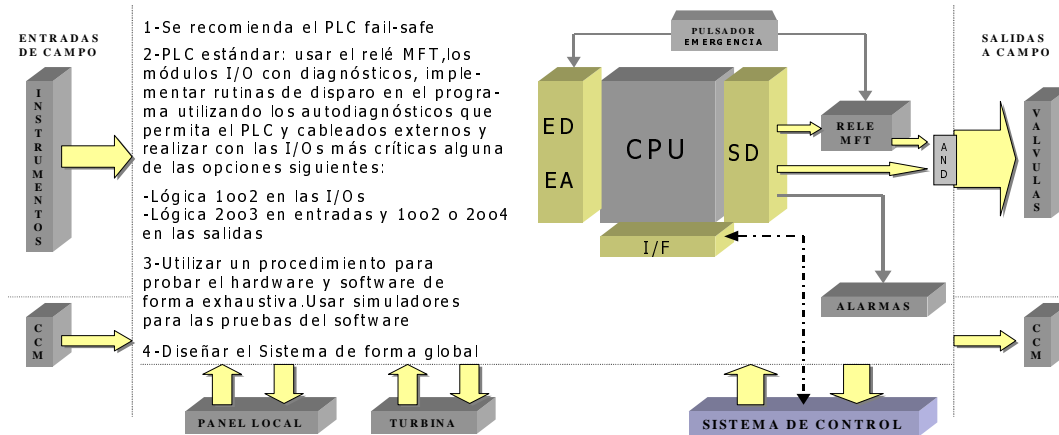 ENTRADAS
DE CAMPO
INSTRUMENTOS
CCM
1-Se recomienda el PLC fail-safe
2-PLC estándar: usar el relé MFT,los
módulos I/O con diagnósticos, imple-
mentar rutinas de disparo en el progra-
ma utilizando los autodiagnósticos que
permita el PLC y cableados externos y
realizar con las I/Os más críticas alguna
de las opciones siguientes:
-Lógica 1oo2 en las I/Os
-Lógica 2oo3 en entradas y 1oo2 o 2oo4
en las salidas
3-Utilizar un procedimiento para
probar el hardware y software de
forma exhaustiva.Usar simuladores
para las pruebas del software
4-Diseñar el Sistema de forma global
PULSADOR
EMERGENCIA
ED
EA
CPU
SD
I/F
RELE
MFT
AND
ALARMAS
SALIDAS
A CAMPO
VALVULAS
CCM
PANEL LOCAL
TURBINA
SISTEMA DE CONTROL